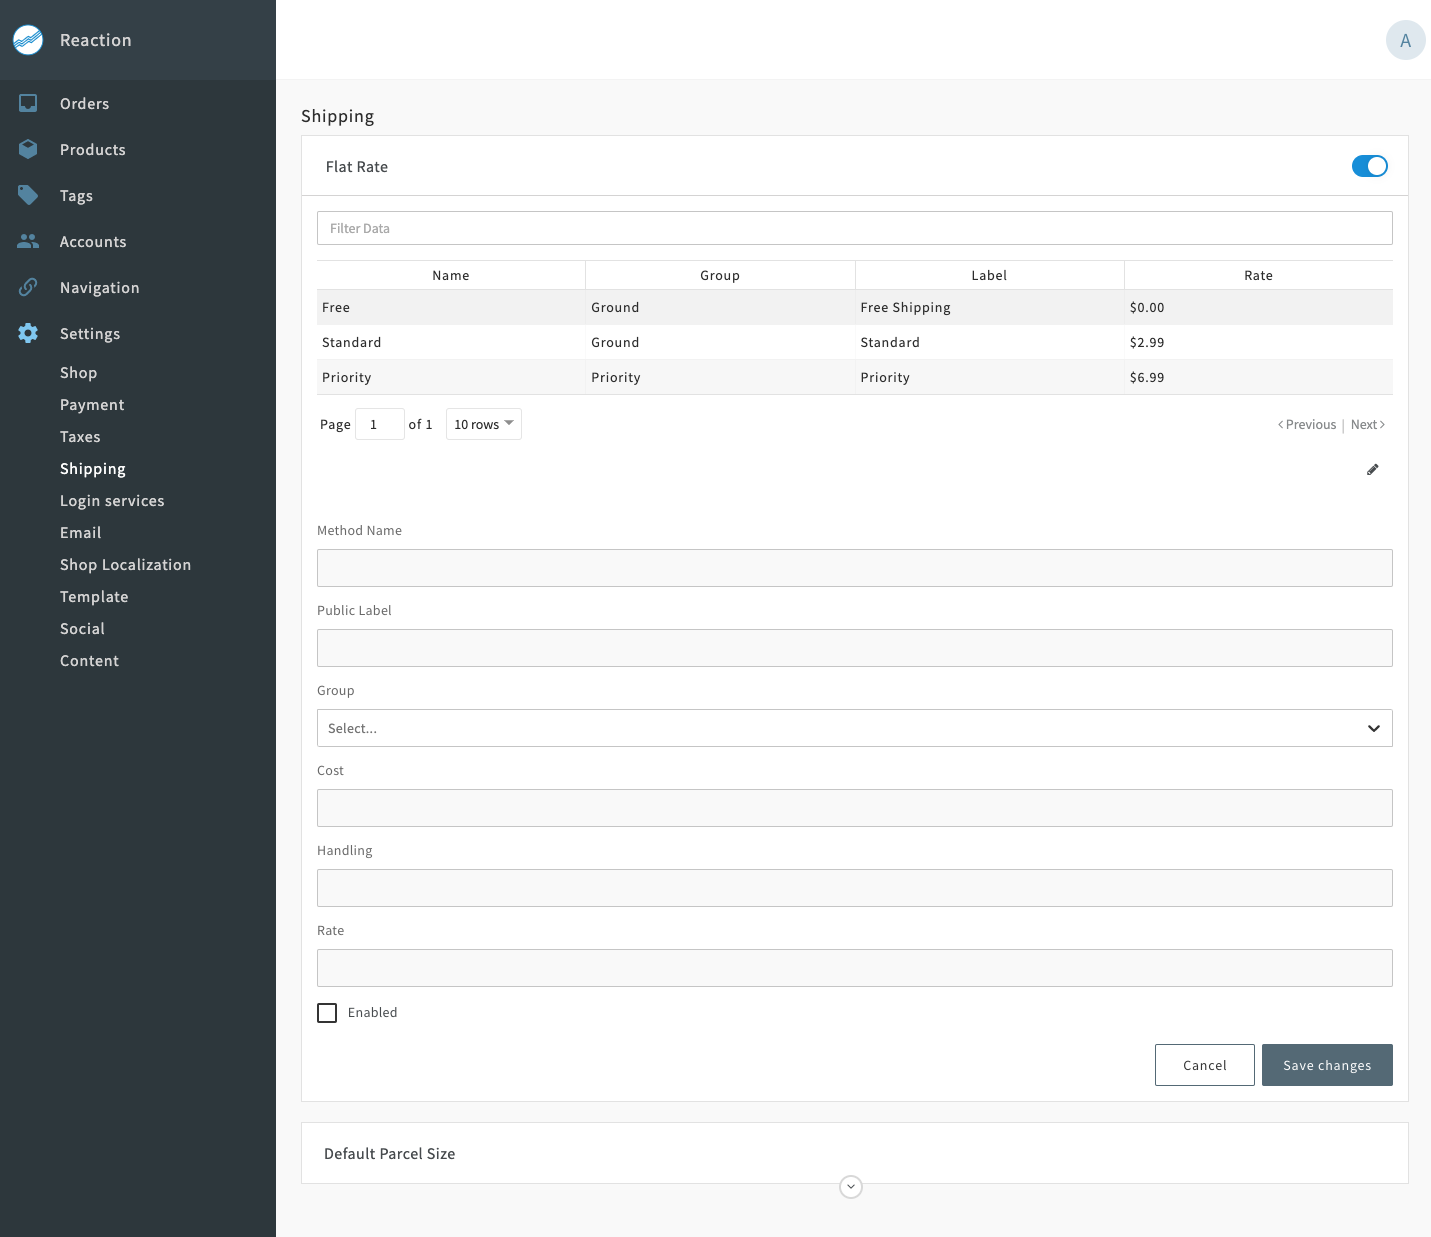 Reaction
A
Orders
Products
Tags
Accounts
Navigation
Settings
Shop
Payment
Taxes
Shipping
Login services
Email
Shop Localization
Template
Social
Content
Shipping
Flat Rate
Filter Data
Name Group Label Rate
Free Ground Free Shipping $0.00
Standard Ground Standard $2.99
Priority Priority Priority $6.99
Page 1 of 1 10 rows Previous | Next
Method Name
Public Label
Group
Select...
Cost
Handling
Rate
Enabled
Cancel Save changes
Default Parcel Size